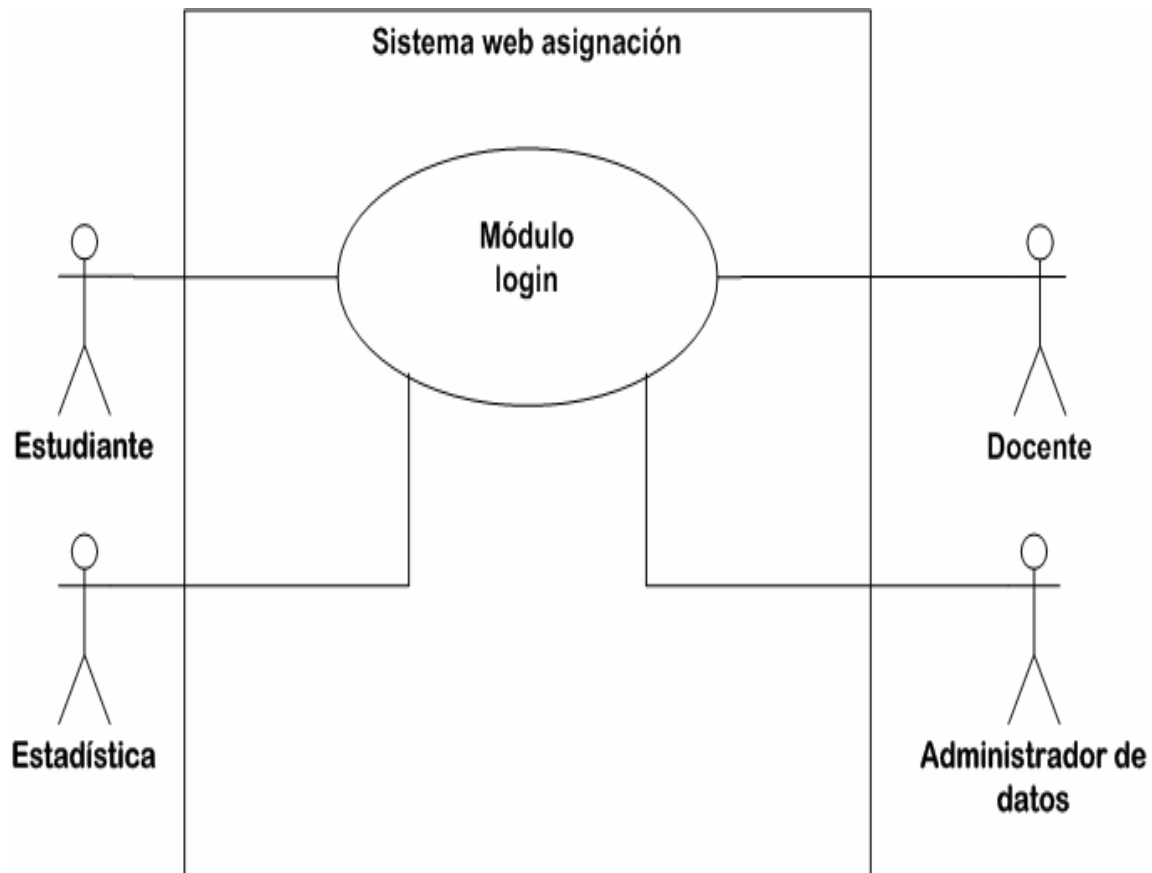 Sistema web asignación
Módulo
login
Estudiante
Docente
Estadística
Administrador de
datos